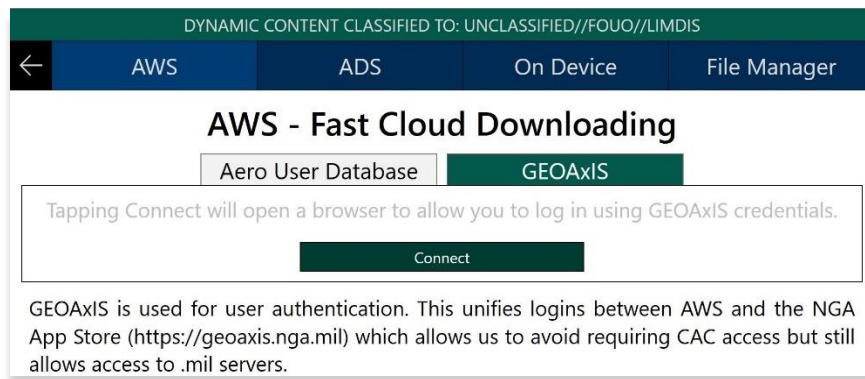 DYNAMIC CONTENT CLASSIFIED TO: UNCLASSIFIED//FOUO//LIMDIS
AWS ADS On Device File Manager
AWS - Fast Cloud Downloading
Aero User Database GEOAxIS
Tapping Connect will open a browser to allow you to log in using GEOAxIS credentials.
Connect
GEOAxIS is used for user authentication. This unifies logins between AWS and the NGA
App Store (https://geoaxis.nga.mil) which allows us to avoid requiring CAC access but still
allows access to .mil servers.